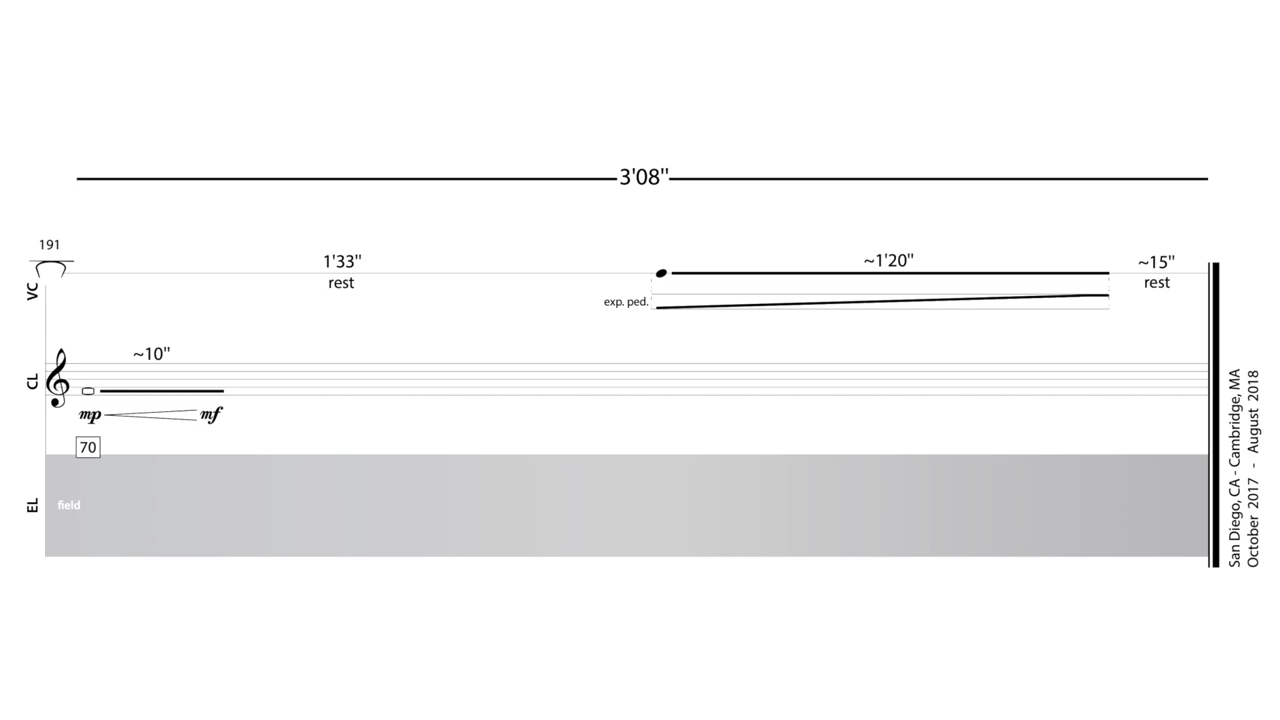 3'08"
191
1'33"
rest
~1'20"
~15"
rest
VC
exp. ped.
CL
~10"
mp
mf
70
EL
field
San Diego, CA - Cambridge, MA
October 2017 - August 2018